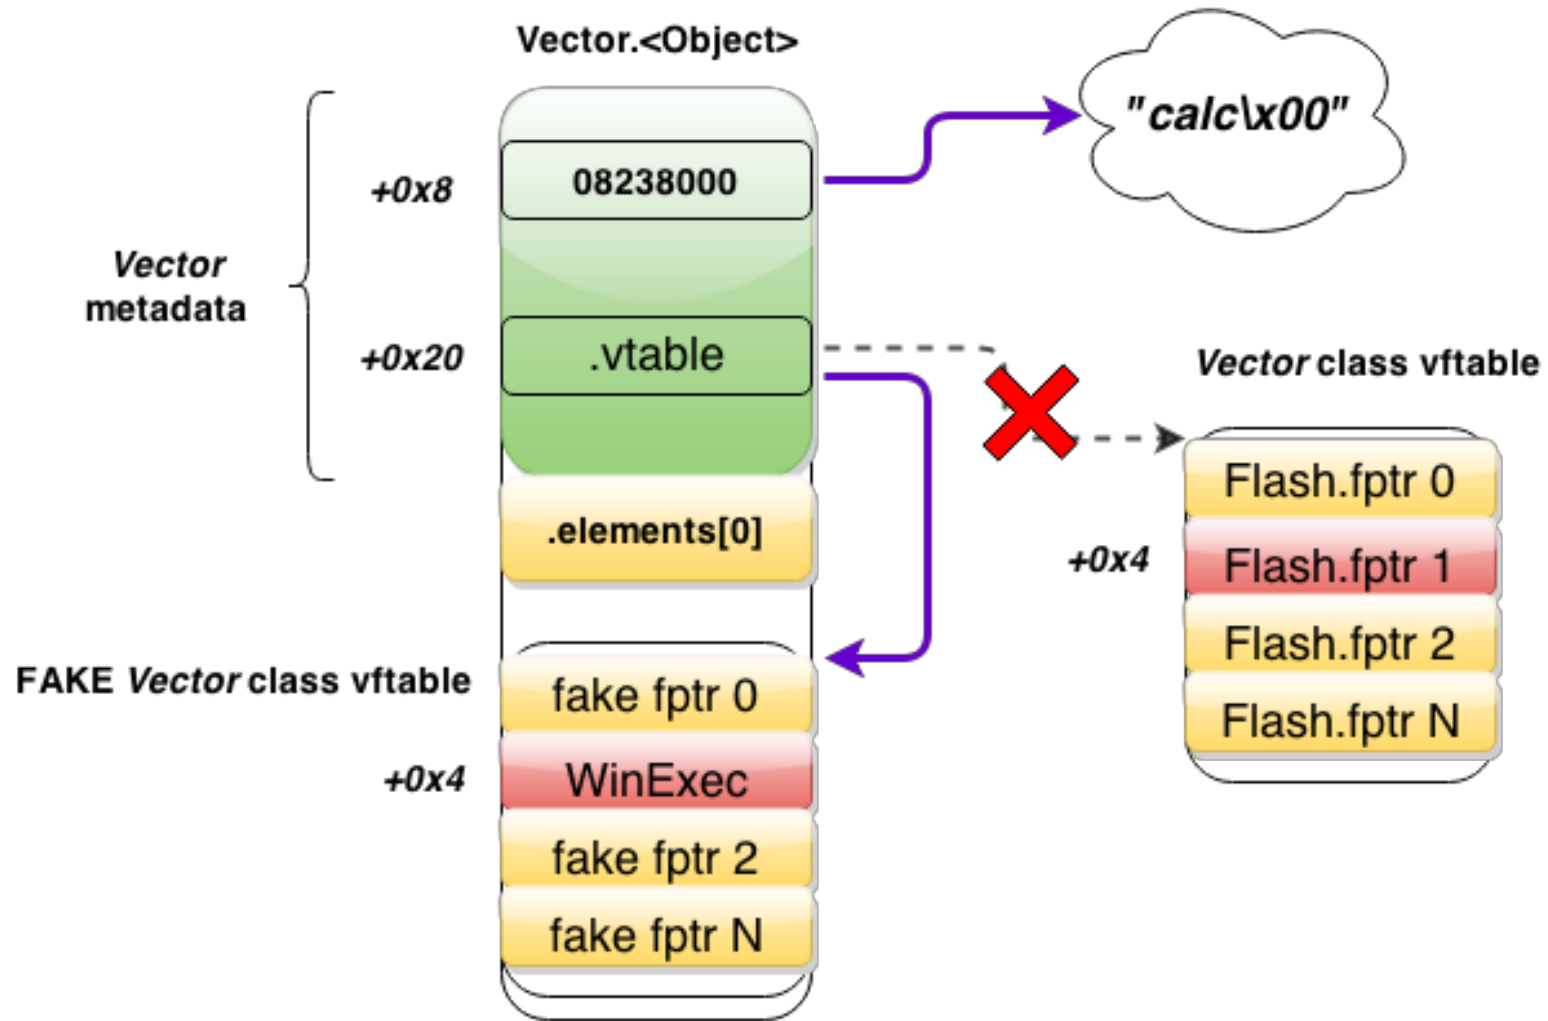 Vector.<Object>
"calc\x00"
+0x8
08238000
Vector
metadata
+0x20
.vtable
Vector class vftable
Flash.fptr 0
.elements[0]
+0x4
Flash.fptr 1
Flash.fptr 2
FAKE Vector class vftable
fake fptr 0
Flash.fptr N
+0x4
WinExec
fake fptr 2
fake fptr N